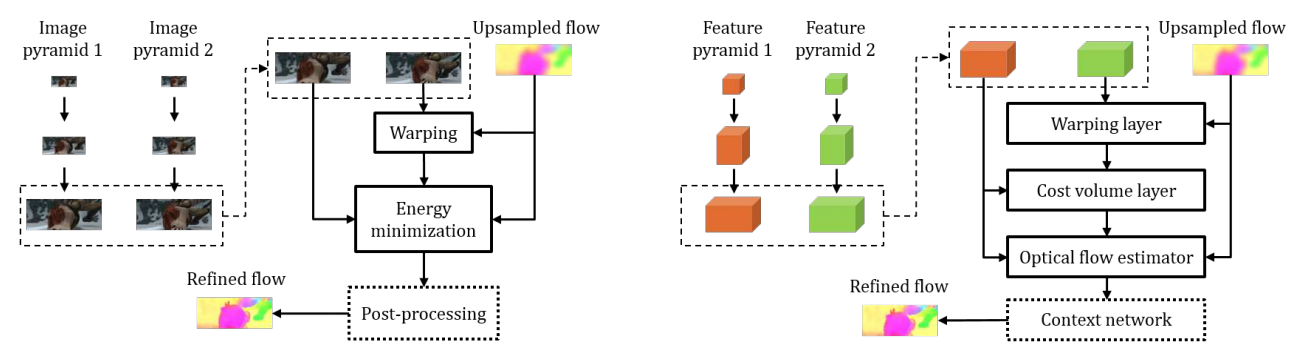 Image
pyramid 1
Image
pyramid 2
Upsampled flow
Warping
Energy
minimization
Refined flow
Post-processing
Feature
pyramid 1
Feature
pyramid 2
Upsampled flow
Warping layer
Cost volume layer
Optical flow estimator
Refined flow
Context network